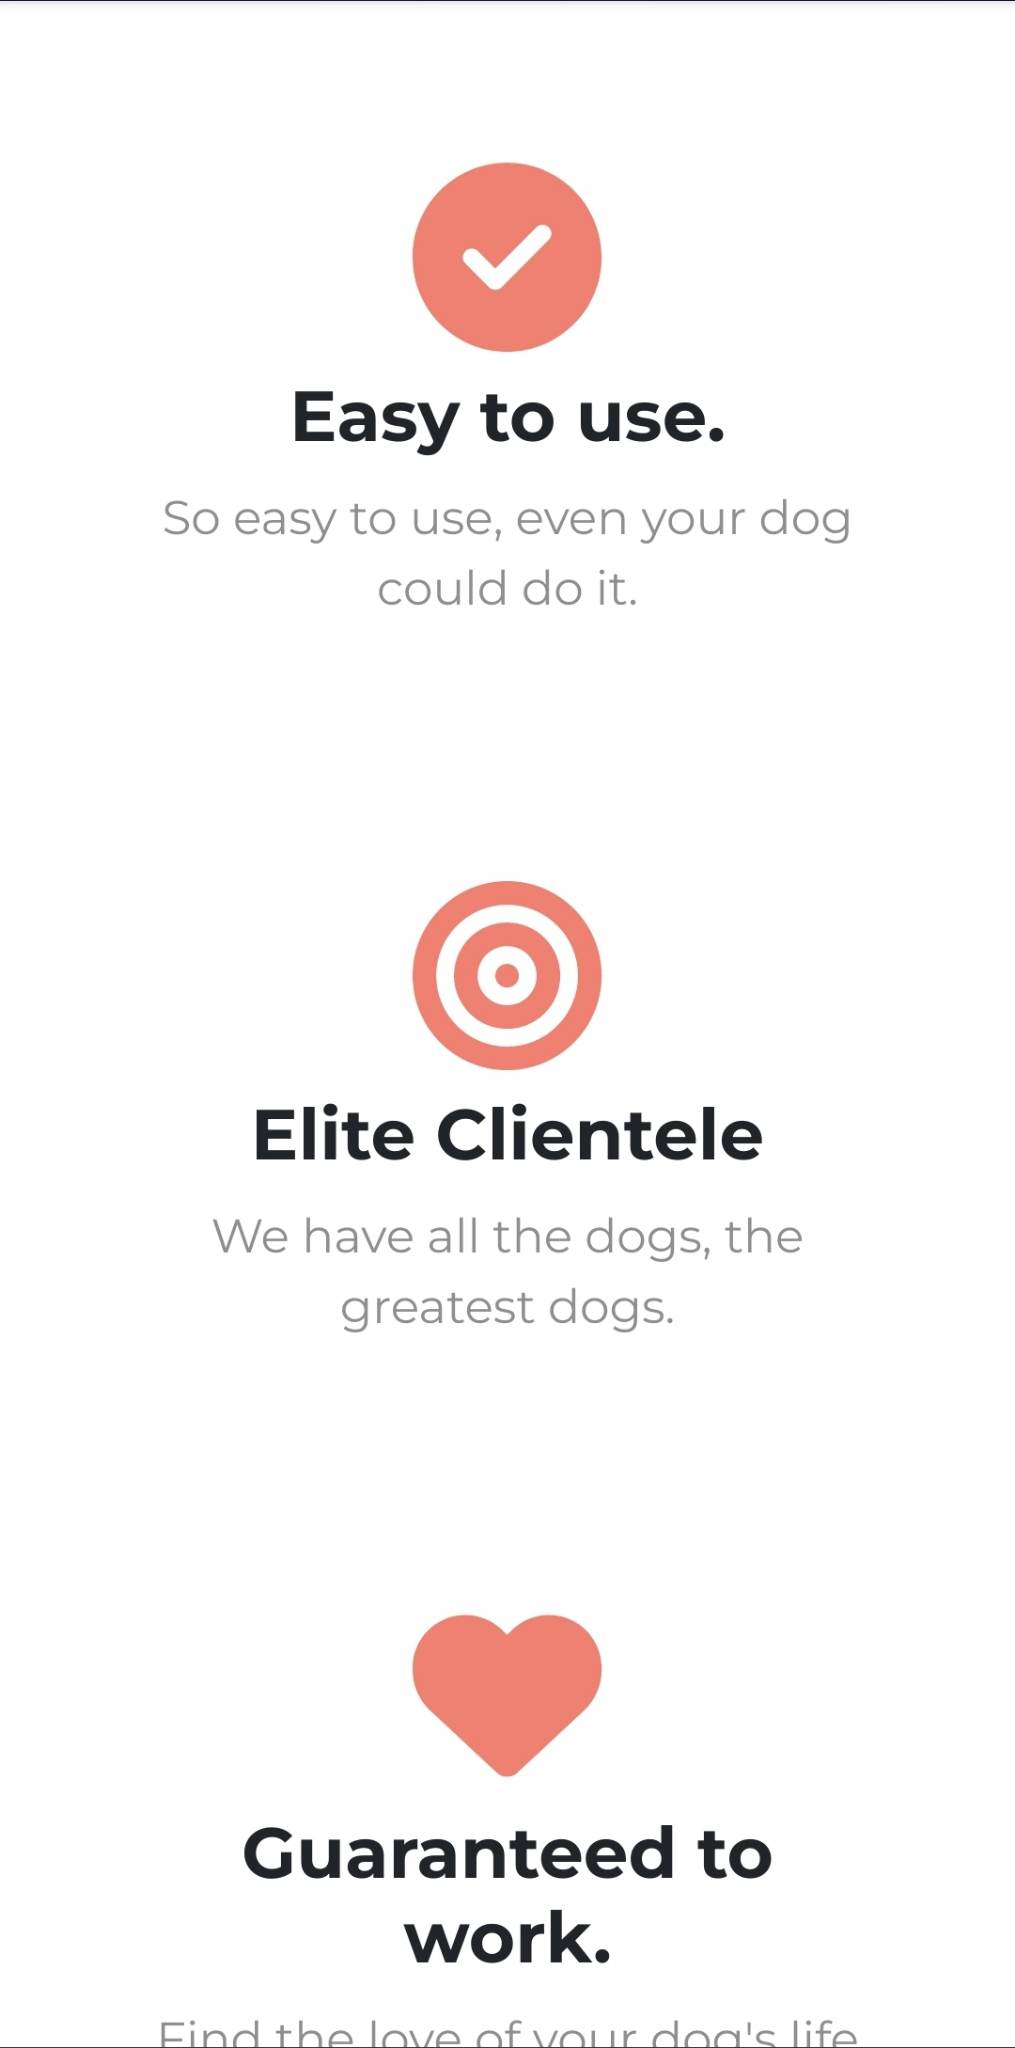 Easy to use.
So easy to use, even your dog
could do it.
Elite Clientele
We have all the dogs, the
greatest dogs.
Guaranteed to
work.
Find the love of your dog's life